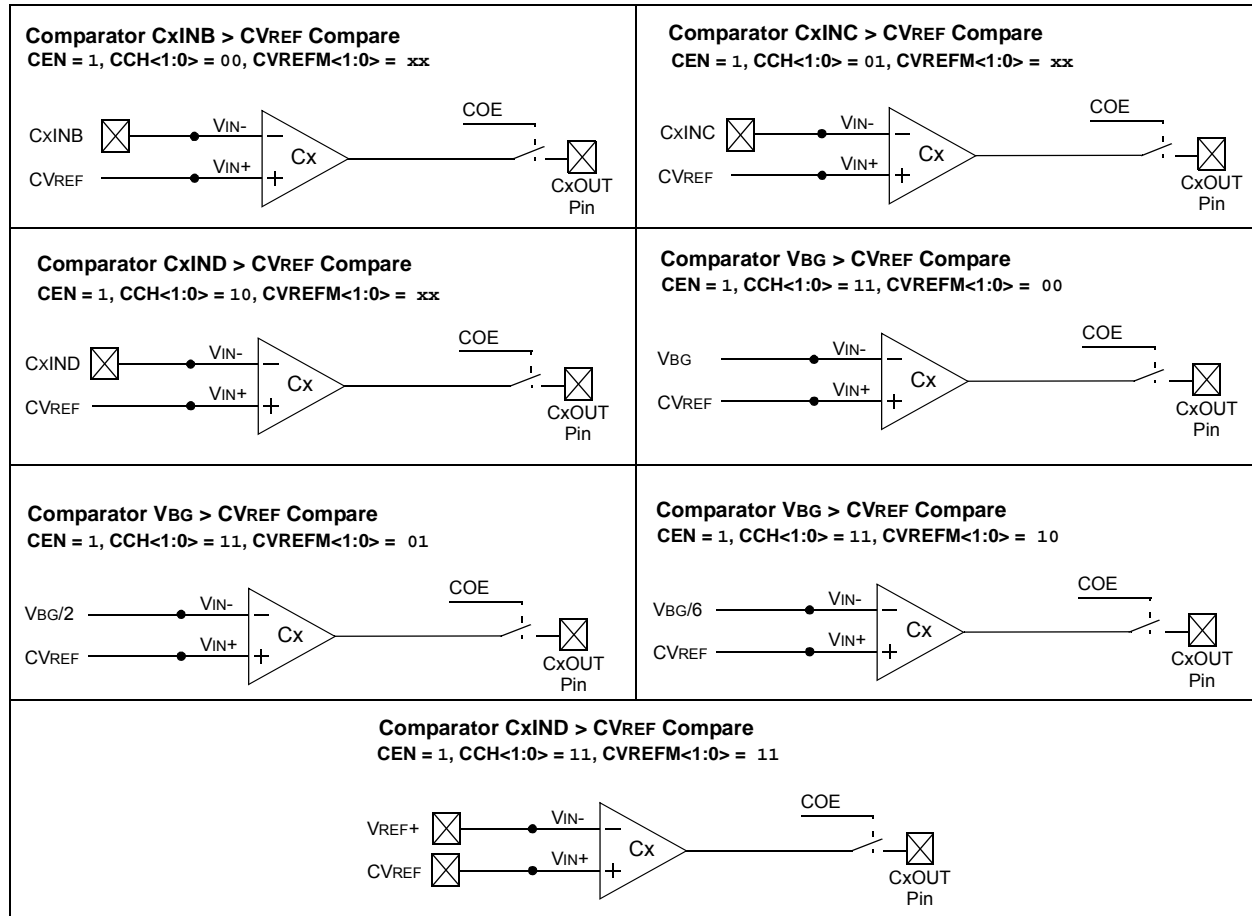 Comparator CxINB > CVREF Compare
CEN = 1, CCH<1:0> = 00, CVREFM<1:0> = xx
COE
CxINB
VIN-
–
Cx
CVREF
VIN+
+
CxOUT
Pin
Comparator CxINC > CVREF Compare
CEN = 1, CCH<1:0> = 01, CVREFM<1:0> = xx
COE
CxINC
VIN-
–
Cx
CVREF
VIN+
+
CxOUT
Pin
Comparator CxIND > CVREF Compare
CEN = 1, CCH<1:0> = 10, CVREFM<1:0> = xx
COE
CxIND
VIN-
–
Cx
CVREF
VIN+
+
CxOUT
Pin
Comparator VBG > CVREF Compare
CEN = 1, CCH<1:0> = 11, CVREFM<1:0> = 00
COE
VBG
VIN-
–
Cx
CVREF
VIN+
+
CxOUT
Pin
Comparator VBG > CVREF Compare
CEN = 1, CCH<1:0> = 11, CVREFM<1:0> = 01
COE
VBG/2
VIN-
–
Cx
CVREF
VIN+
+
CxOUT
Pin
Comparator VBG > CVREF Compare
CEN = 1, CCH<1:0> = 11, CVREFM<1:0> = 10
COE
VBG/6
VIN-
–
Cx
CVREF
VIN+
+
CxOUT
Pin
Comparator CxIND > CVREF Compare
CEN = 1, CCH<1:0> = 11, CVREFM<1:0> = 11
COE
VREF+
VIN-
–
Cx
CVREF
VIN+
+
CxOUT
Pin